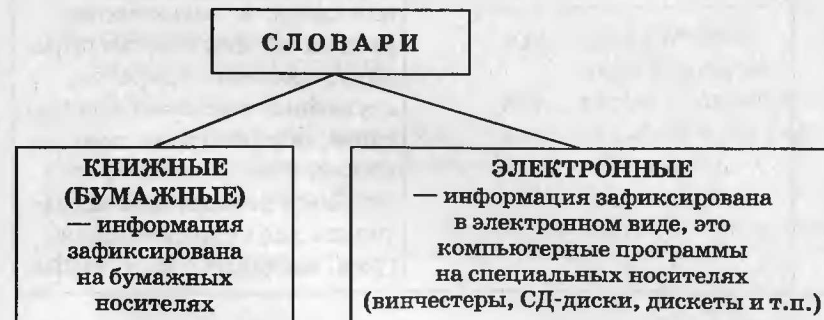 СЛОВАРИ
КНИЖНЫЕ
(БУМАЖНЫЕ)
— информация
зафиксирована
на бумажных
носителях
ЭЛЕКТРОННЫЕ
— информация зафиксирована
в электронном виде, это
компьютерные программы
на специальных носителях
(винчестеры, СД-диски, дискеты и т.п.)